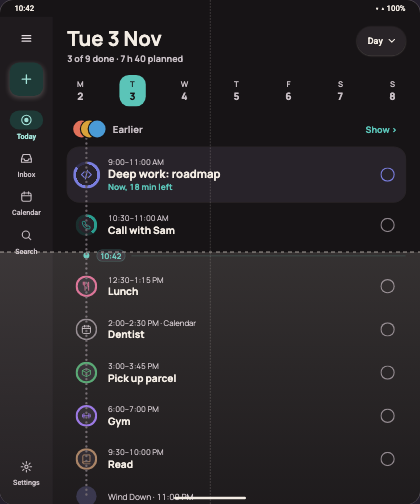 10:42
100%
Today
Inbox
Calendar
Search
Settings
Tue 3 Nov
3 of 9 done · 7 h 40 planned
Day
M T W T F S S
2 3 4 5 6 7 8
Earlier
Show ›
9:00–11:00 AM
Deep work: roadmap
Now, 18 min left
10:30–11:00 AM
Call with Sam
10:42
12:30–1:15 PM
Lunch
2:00–2:30 PM · Calendar
Dentist
3:00–3:45 PM
Pick up parcel
6:00–7:00 PM
Gym
9:30–10:00 PM
Read
Wind Down · 11:00 PM